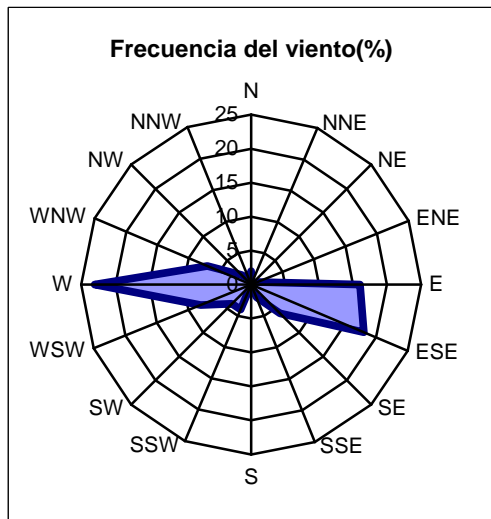 Frecuencia del viento(%)
N
NNW
NNE
25
20
NW
NE
15
10
WNW
ENE
5
W
0
E
WSW
ESE
SW
SE
SSW
SSE
S